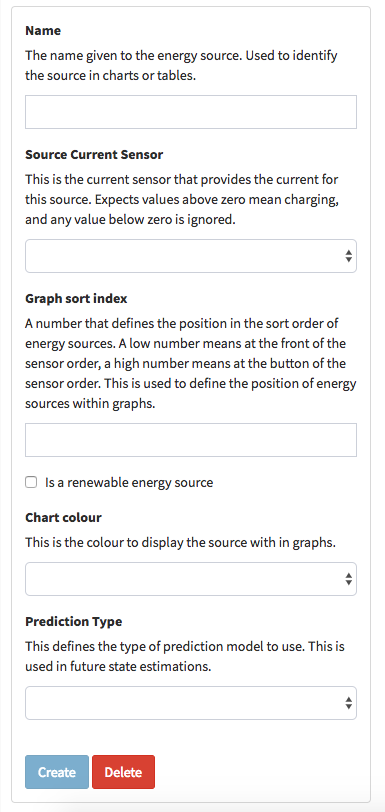 Name
The name given to the energy source. Used to identify
the source in charts or tables.
Source Current Sensor
This is the current sensor that provides the current for
this source. Expects values above zero mean charging,
and any value below zero is ignored.
Graph sort index
A number that defines the position in the sort order of
energy sources. A low number means at the front of the
sensor order, a high number means at the button of the
sensor order. This is used to define the position of energy
sources within graphs.
Is a renewable energy source
Chart colour
This is the colour to display the source with in graphs.
Prediction Type
This defines the type of prediction model to use. This is
used in future state estimations.
Create Delete